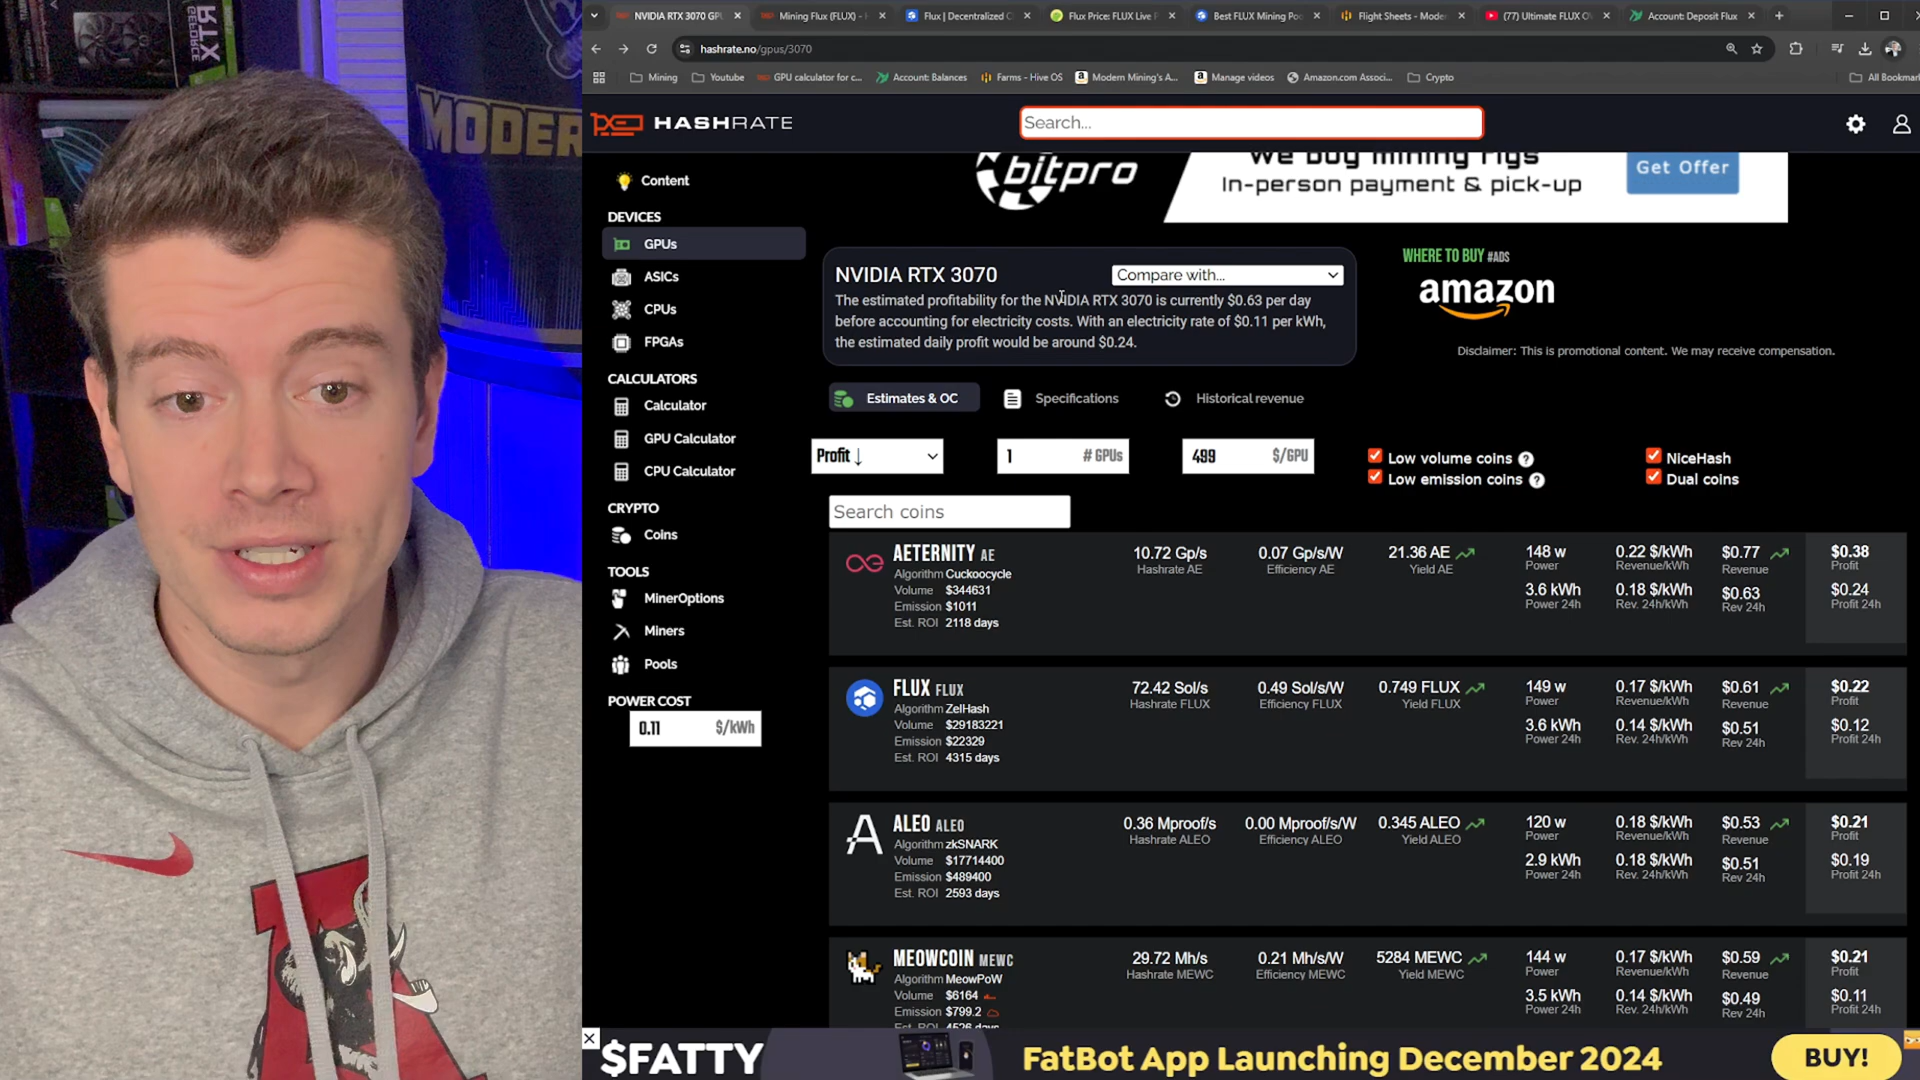 NVIDIA RTX 3070 GPU
Mining Flux (FLUX) -
Flux | Decentralized C
Flux Price: FLUX Live P
Best FLUX Mining Poo
Flight Sheets - Mode
(77) Ultimate FLUX O
Account: Deposit Flux
hashrate.no/gpus/3070
Mining
Youtube
GPU calculator for c...
Account: Balances
Farms - Hive OS
Modern Mining's A...
Manage videos
Amazon.com Associ...
Crypto
All Bookmar
RTX
GEFORCE
MODER
HASHRATE
Search...
bitpro
We buy mining rigs
In-person payment & pick-up
Get Offer
Content
DEVICES
GPUs
ASICs
CPUs
FPGAs
CALCULATORS
Calculator
GPU Calculator
CPU Calculator
CRYPTO
Coins
TOOLS
MinerOptions
Miners
Pools
POWER COST
0.11 $/kWh
NVIDIA RTX 3070
Compare with...
The estimated profitability for the NVIDIA RTX 3070 is currently $0.63 per day
before accounting for electricity costs. With an electricity rate of $0.11 per kWh,
the estimated daily profit would be around $0.24.
WHERE TO BUY #ADS
amazon
Disclaimer: This is promotional content. We may receive compensation.
Estimates & OC
Specifications
Historical revenue
Profit ↓
1 # GPUs
499 $/GPU
Low volume coins ?
Low emission coins ?
NiceHash
Dual coins
Search coins
AETERNITY AE
Algorithm Cuckoocycle
Volume $344631
Emission $1011
Est. ROI 2118 days
10.72 Gp/s
Hashrate AE
0.07 Gp/s/W
Efficiency AE
21.36 AE
Yield AE
148 w
Power
3.6 kWh
Power 24h
0.22 $/kWh
Revenue/kWh
0.18 $/kWh
Rev. 24h/kWh
$0.77
Revenue
$0.63
Rev 24h
$0.38
Profit
$0.24
Profit 24h
FLUX FLUX
Algorithm ZelHash
Volume $29183221
Emission $22329
Est. ROI 4315 days
72.42 Sol/s
Hashrate FLUX
0.49 Sol/s/W
Efficiency FLUX
0.749 FLUX
Yield FLUX
149 w
Power
3.6 kWh
Power 24h
0.17 $/kWh
Revenue/kWh
0.14 $/kWh
Rev. 24h/kWh
$0.61
Revenue
$0.51
Rev 24h
$0.22
Profit
$0.12
Profit 24h
ALEO ALEO
Algorithm zkSNARK
Volume $17714400
Emission $489400
Est. ROI 2593 days
0.36 Mproof/s
Hashrate ALEO
0.00 Mproof/s/W
Efficiency ALEO
0.345 ALEO
Yield ALEO
120 w
Power
2.9 kWh
Power 24h
0.18 $/kWh
Revenue/kWh
0.18 $/kWh
Rev. 24h/kWh
$0.53
Revenue
$0.51
Rev 24h
$0.21
Profit
$0.19
Profit 24h
MEOWCOIN MEWC
Algorithm MeowPoW
Volume $6164
Emission $799.2
Est. ROI 4526 days
29.72 Mh/s
Hashrate MEWC
0.21 Mh/s/W
Efficiency MEWC
5284 MEWC
Yield MEWC
144 w
Power
3.5 kWh
Power 24h
0.17 $/kWh
Revenue/kWh
0.14 $/kWh
Rev. 24h/kWh
$0.59
Revenue
$0.49
Rev 24h
$0.21
Profit
$0.11
Profit 24h
$FATTY
FatBot App Launching December 2024
BUY!